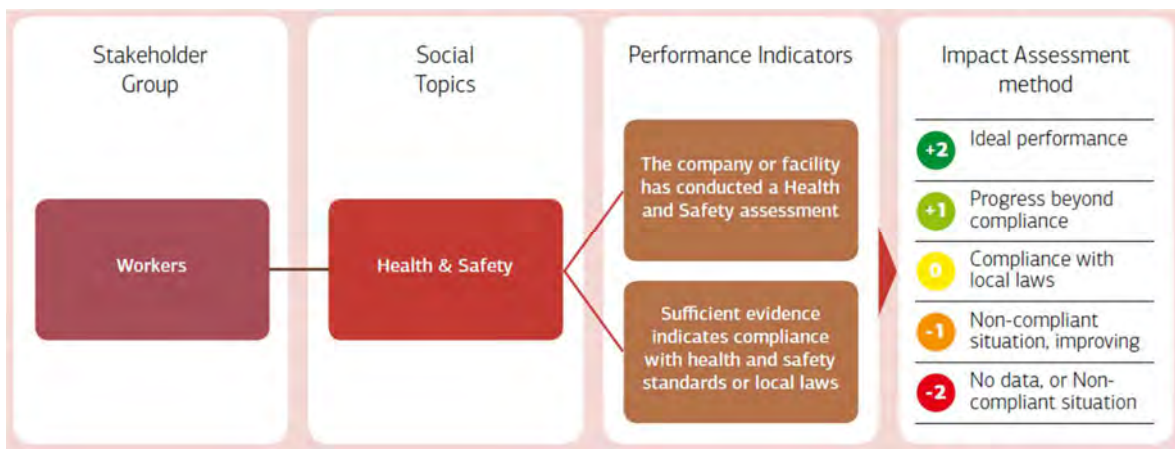 Stakeholder
Group
Workers
Social
Topics
Health & Safety
Performance Indicators
The company or facility
has conducted a Health
and Safety assessment
Sufficient evidence
indicates compliance
with health and safety
standards or local laws
Impact Assessment
method
+2 Ideal performance
+1 Progress beyond
compliance
0 Compliance with
local laws
-1 Non-compliant
situation, improving
-2 No data, or Non-
compliant situation